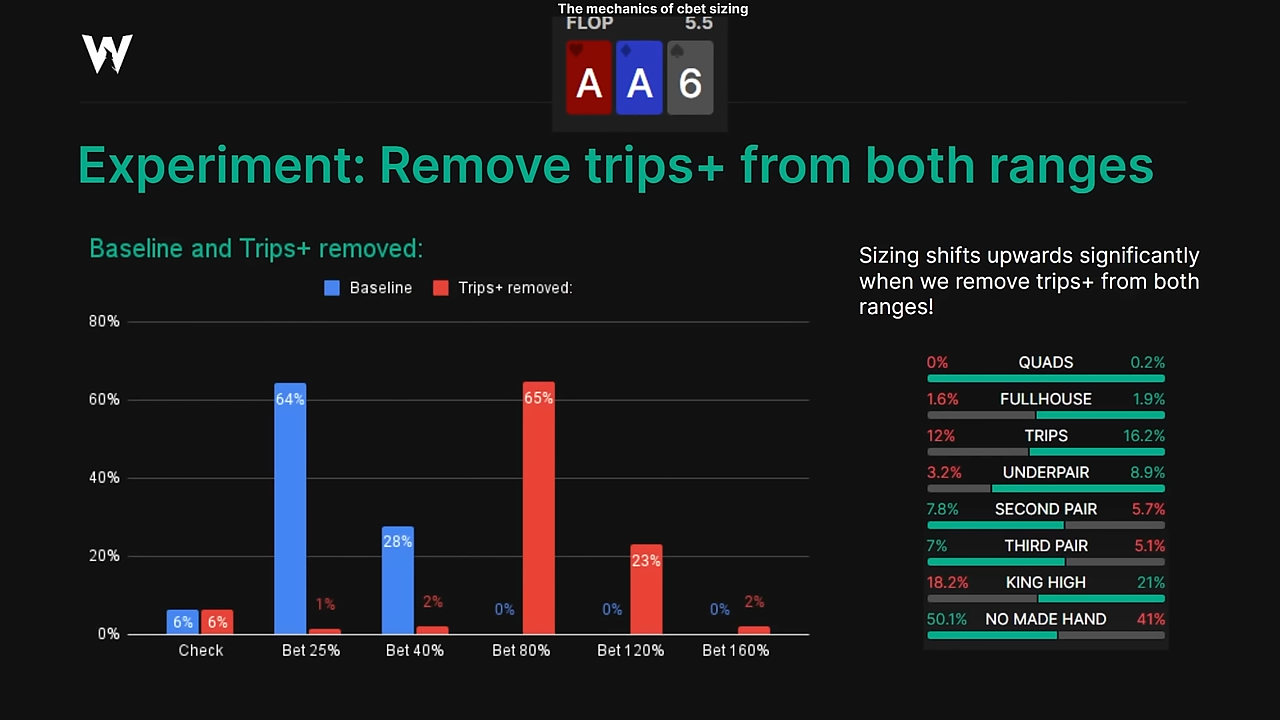 The mechanics of cbet sizing
FLOP 5.5
A A 6
Experiment: Remove trips+ from both ranges
Baseline and Trips+ removed:
Baseline Trips+ removed:
Sizing shifts upwards significantly
when we remove trips+ from both
ranges!
80%
60%
40%
20%
0%
6% 6% 64% 1% 28% 2% 0% 65% 0% 23% 0% 2%
Check Bet 25% Bet 40% Bet 80% Bet 120% Bet 160%
0% QUADS 0.2%
1.6% FULLHOUSE 1.9%
12% TRIPS 16.2%
3.2% UNDERPAIR 8.9%
7.8% SECOND PAIR 5.7%
7% THIRD PAIR 5.1%
18.2% KING HIGH 21%
50.1% NO MADE HAND 41%